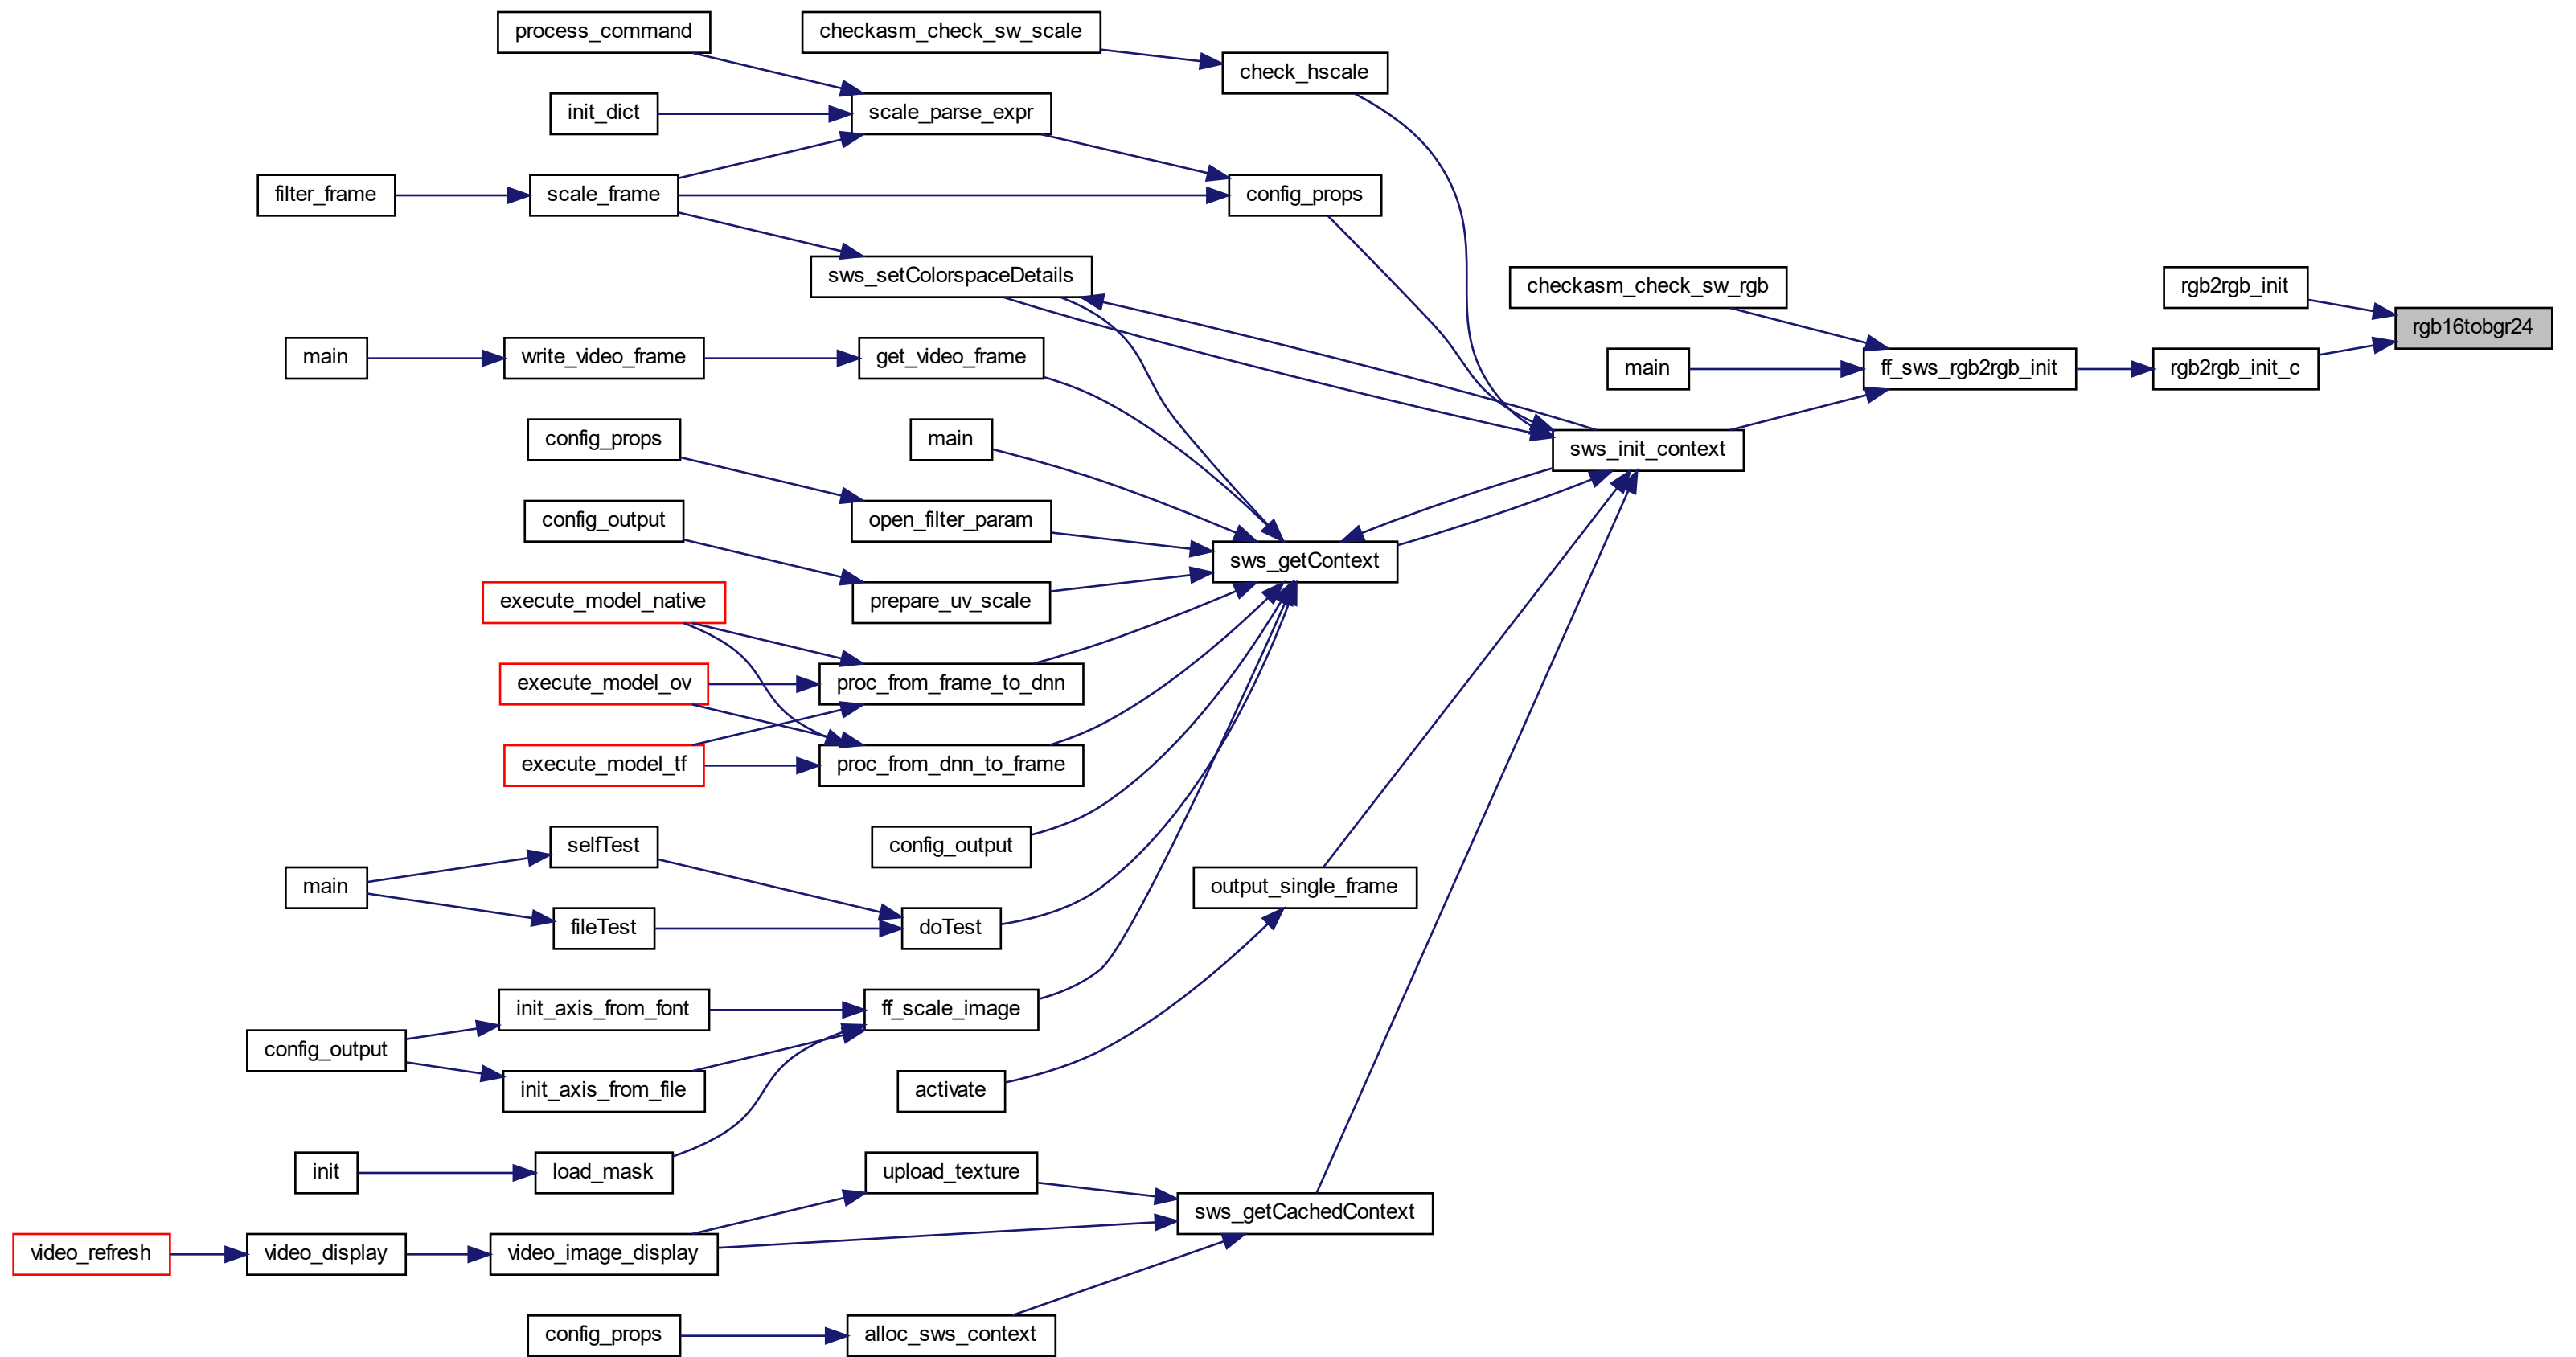 process_command
checkasm_check_sw_scale
check_hscale
init_dict
scale_parse_expr
filter_frame
scale_frame
config_props
sws_setColorspaceDetails
checkasm_check_sw_rgb
rgb2rgb_init
rgb16tobgr24
main
write_video_frame
get_video_frame
main
ff_sws_rgb2rgb_init
rgb2rgb_init_c
config_props
main
sws_init_context
config_output
open_filter_param
sws_getContext
execute_model_native
prepare_uv_scale
execute_model_ov
proc_from_frame_to_dnn
execute_model_tf
proc_from_dnn_to_frame
selfTest
config_output
main
output_single_frame
fileTest
doTest
init_axis_from_font
ff_scale_image
config_output
init_axis_from_file
activate
init
load_mask
upload_texture
sws_getCachedContext
video_refresh
video_display
video_image_display
config_props
alloc_sws_context